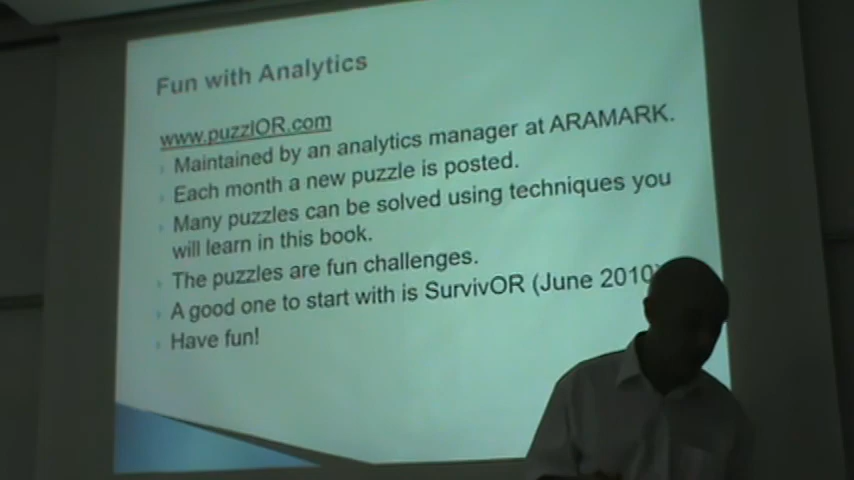 Fun with Analytics
www.puzzlOR.com
Maintained by an analytics manager at ARAMARK.
Each month a new puzzle is posted.
Many puzzles can be solved using techniques you
will learn in this book.
The puzzles are fun challenges.
A good one to start with is SurvivOR (June 2010)
Have fun!